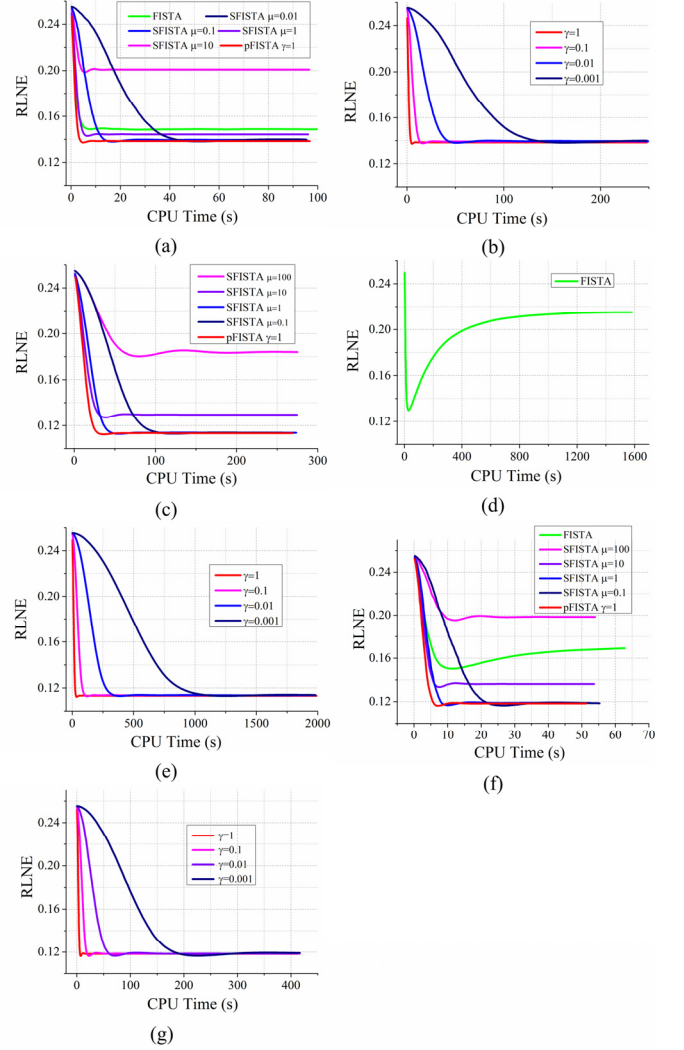 FISTA SFISTA μ=0.01
SFISTA μ=0.1 SFISTA μ=1
SFISTA μ=10 pFISTA γ=1
0.24
0.20
0.16
0.12
RLNE
0 20 40 60 80 100
CPU Time (s)
(a)
γ=1
γ=0.1
γ=0.01
γ=0.001
0.24
0.20
0.16
0.12
RLNE
0 100 200
CPU Time (s)
(b)
SFISTA μ=100
SFISTA μ=10
SFISTA μ=1
SFISTA μ=0.1
pFISTA γ=1
0.24
0.20
0.16
0.12
RLNE
0 100 200 300
CPU Time (s)
(c)
FISTA
0.24
0.20
0.16
0.12
RLNE
0 400 800 1200 1600
CPU Time (s)
(d)
γ=1
γ=0.1
γ=0.01
γ=0.001
0.24
0.20
0.16
0.12
RLNE
0 500 1000 1500 2000
CPU Time (s)
(e)
FISTA
SFISTA μ=100
SFISTA μ=10
SFISTA μ=1
SFISTA μ=0.1
pFISTA γ=1
0.24
0.20
0.16
0.12
RLNE
0 10 20 30 40 50 60 70
CPU Time (s)
(f)
γ−1
γ=0.1
γ=0.01
γ=0.001
0.24
0.20
0.16
0.12
RLNE
0 100 200 300 400
CPU Time (s)
(g)